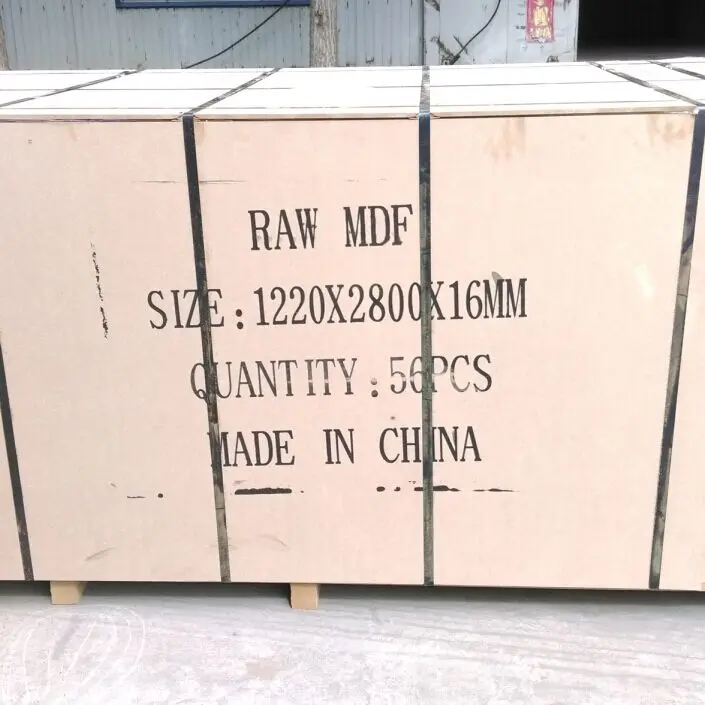 RAW MDF
SIZE:1220X2800X16MM
QUANTITY:56PCS
MADE IN CHINA